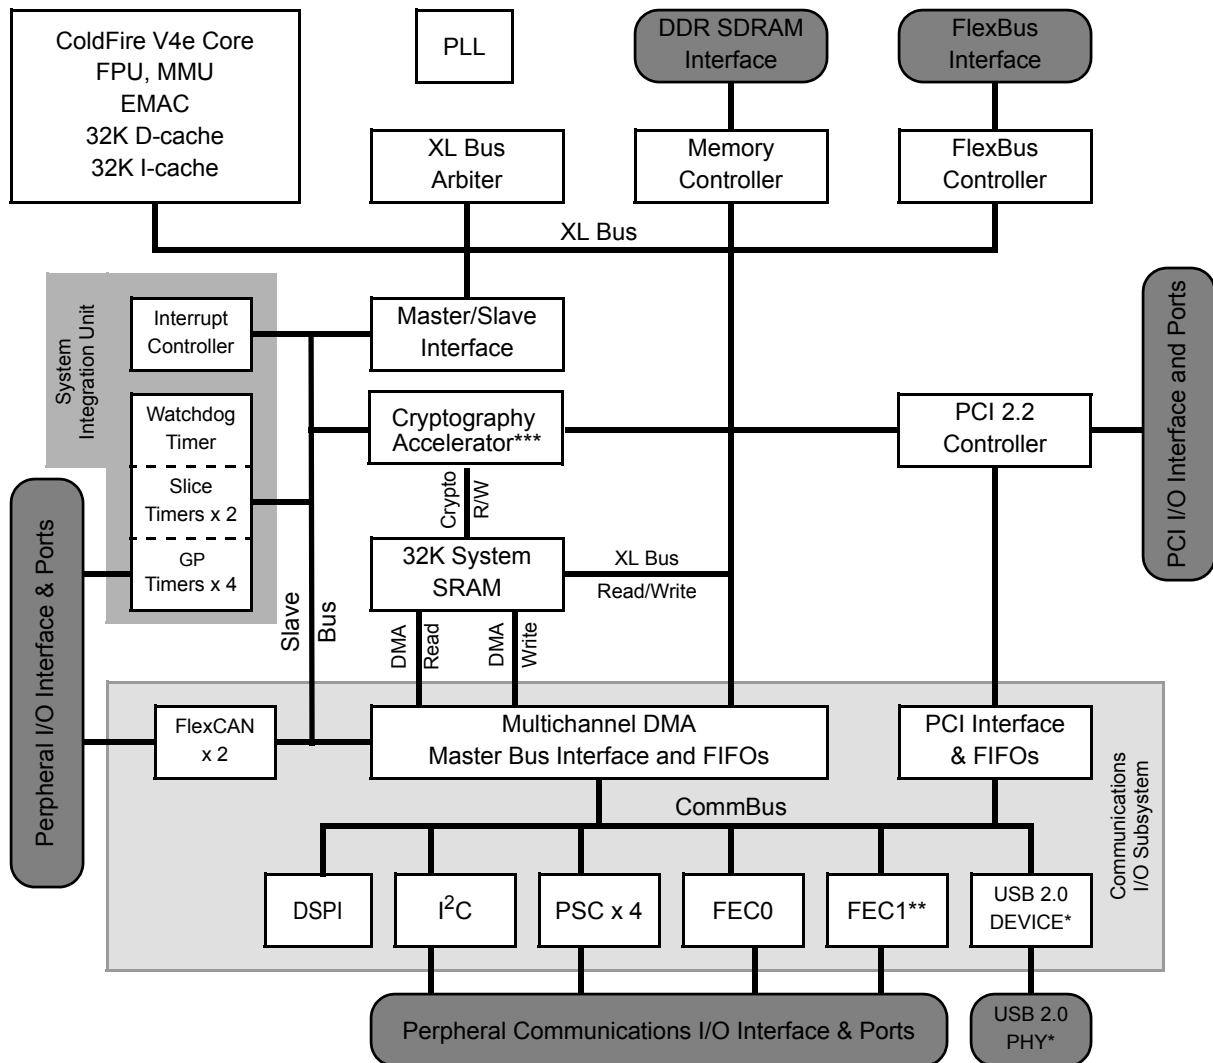 ColdFire V4e Core
FPU, MMU
EMAC
32K D-cache
32K I-cache
PLL
DDR SDRAM
Interface
FlexBus
Interface
XL Bus
Arbiter
Memory
Controller
FlexBus
Controller
XL Bus
System
Integration Unit
Interrupt
Controller
Master/Slave
Interface
PCI I/O Interface and Ports
Watchdog
Timer
Slice
Timers x 2
GP
Timers x 4
Cryptography
Accelerator***
PCI 2.2
Controller
Crypto
R/W
32K System
SRAM
XL Bus
Read/Write
Perpheral I/O Interface & Ports
Slave
Bus
DMA
Read
DMA
Write
FlexCAN
x 2
Multichannel DMA
Master Bus Interface and FIFOs
PCI Interface
& FIFOs
Communications
I/O Subsystem
CommBus
DSPI
I2C
PSC x 4
FEC0
FEC1**
USB 2.0
DEVICE*
Perpheral Communications I/O Interface & Ports
USB 2.0
PHY*